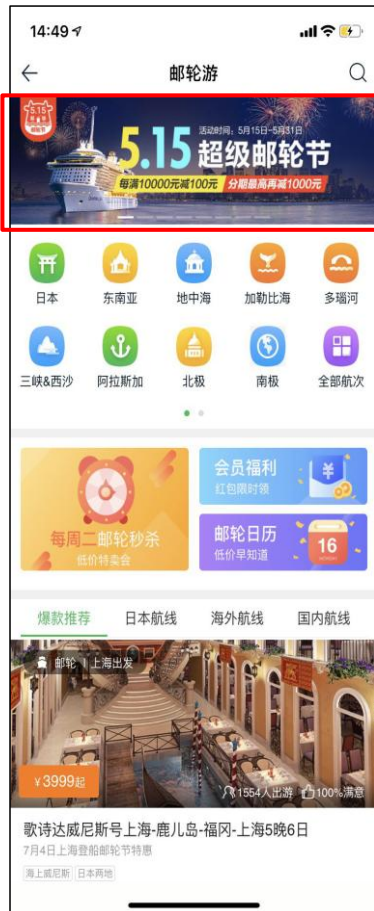 14:49
邮轮游
5.15
邮轮节
活动时间：5月15日-5月31日
5.15 超级邮轮节
每满10000元减100元 分期最高再减1000元
日本 东南亚 地中海 加勒比海 多瑙河
三峡&西沙 阿拉斯加 北极 南极 全部航次
会员福利
红包限时领
¥
每周二邮轮秒杀
低价特卖会
邮轮日历
低价早知道
16
爆款推荐 日本航线 海外航线 国内航线
邮轮 | 上海出发
¥3999起
1554人出游 100%满意
歌诗达威尼斯号上海-鹿儿岛-福冈-上海5晚6日
7月4日上海登船邮轮节特惠
海上威尼斯 日本两地